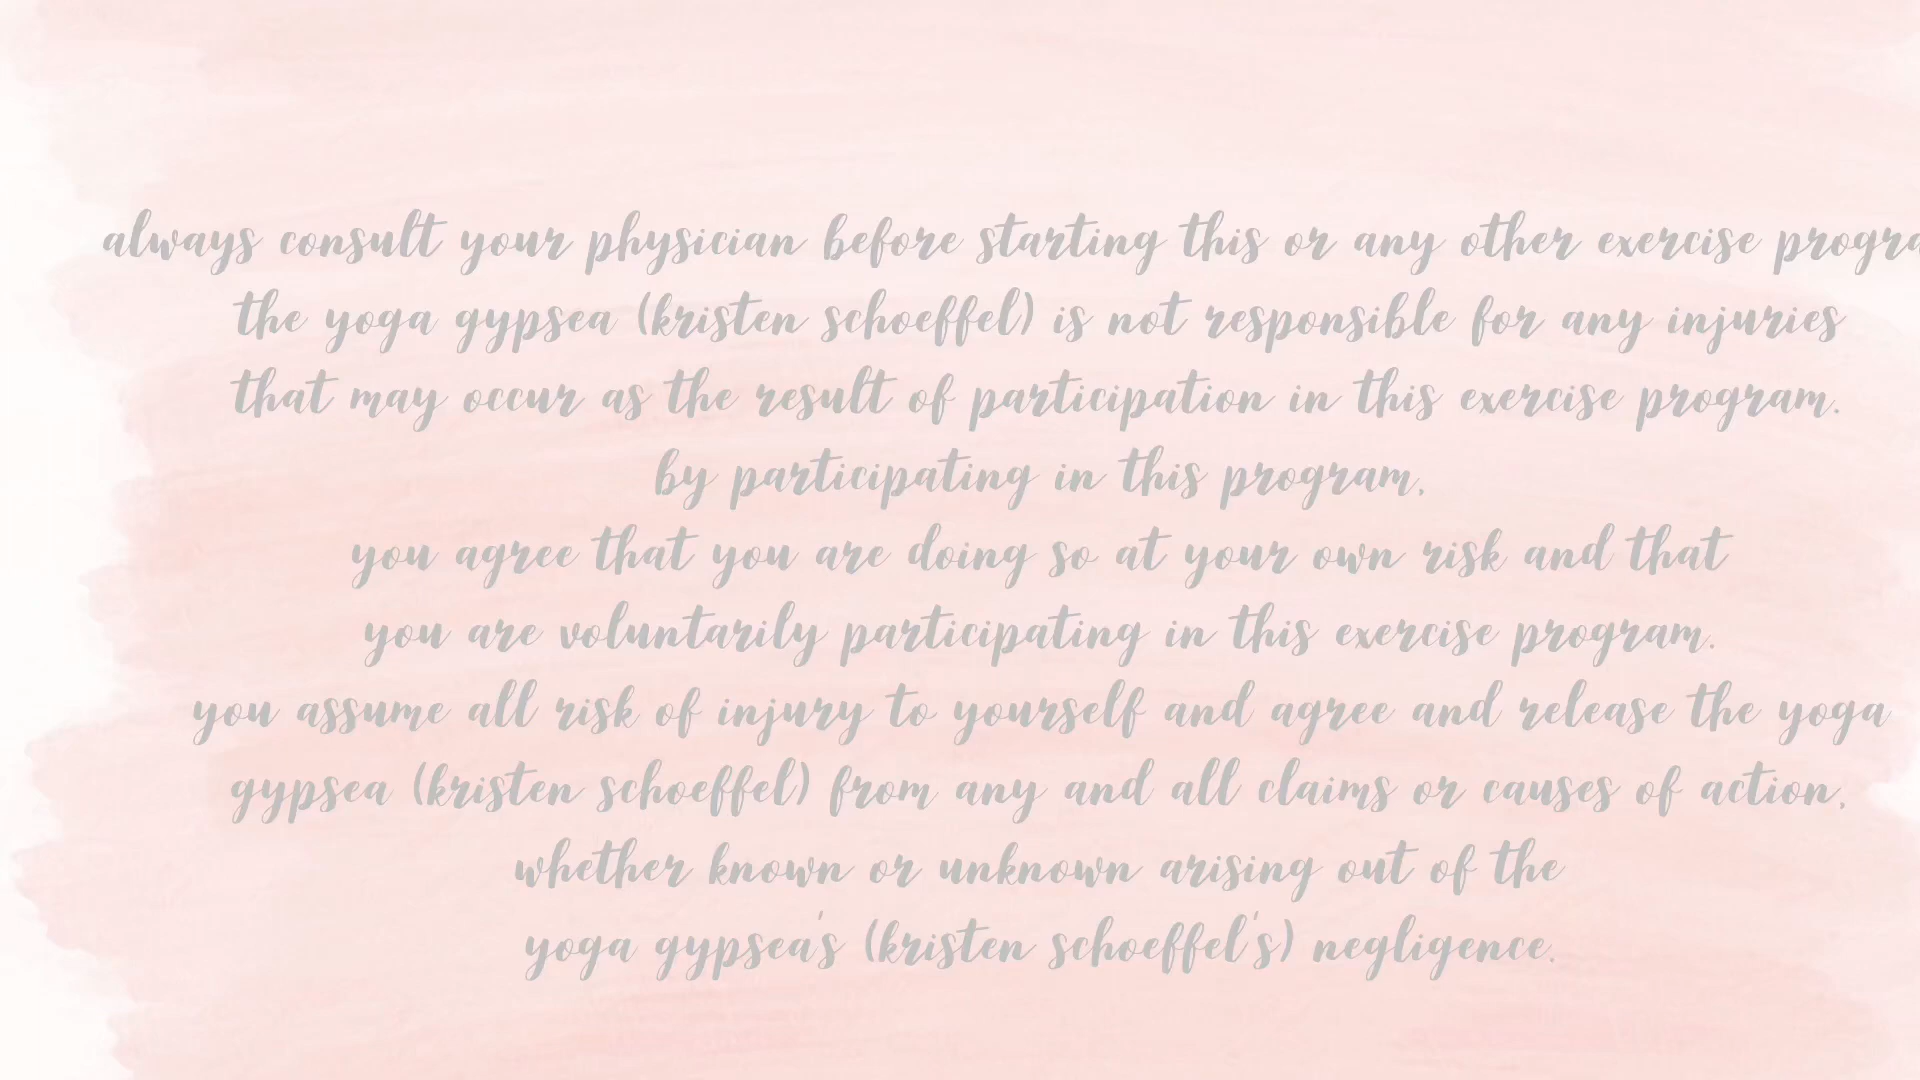 always consult your physician before starting this or any other exercise progra
the yoga gypsea (kristen schoeffel) is not responsible for any injuries
that may occur as the result of participation in this exercise program.
by participating in this program,
you agree that you are doing so at your own risk and that
you are voluntarily participating in this exercise program.
you assume all risk of injury to yourself and agree and release the yoga
gypsea (kristen schoeffel) from any and all claims or causes of action,
whether known or unknown arising out of the
yoga gypsea's (kristen schoeffel's) negligence.